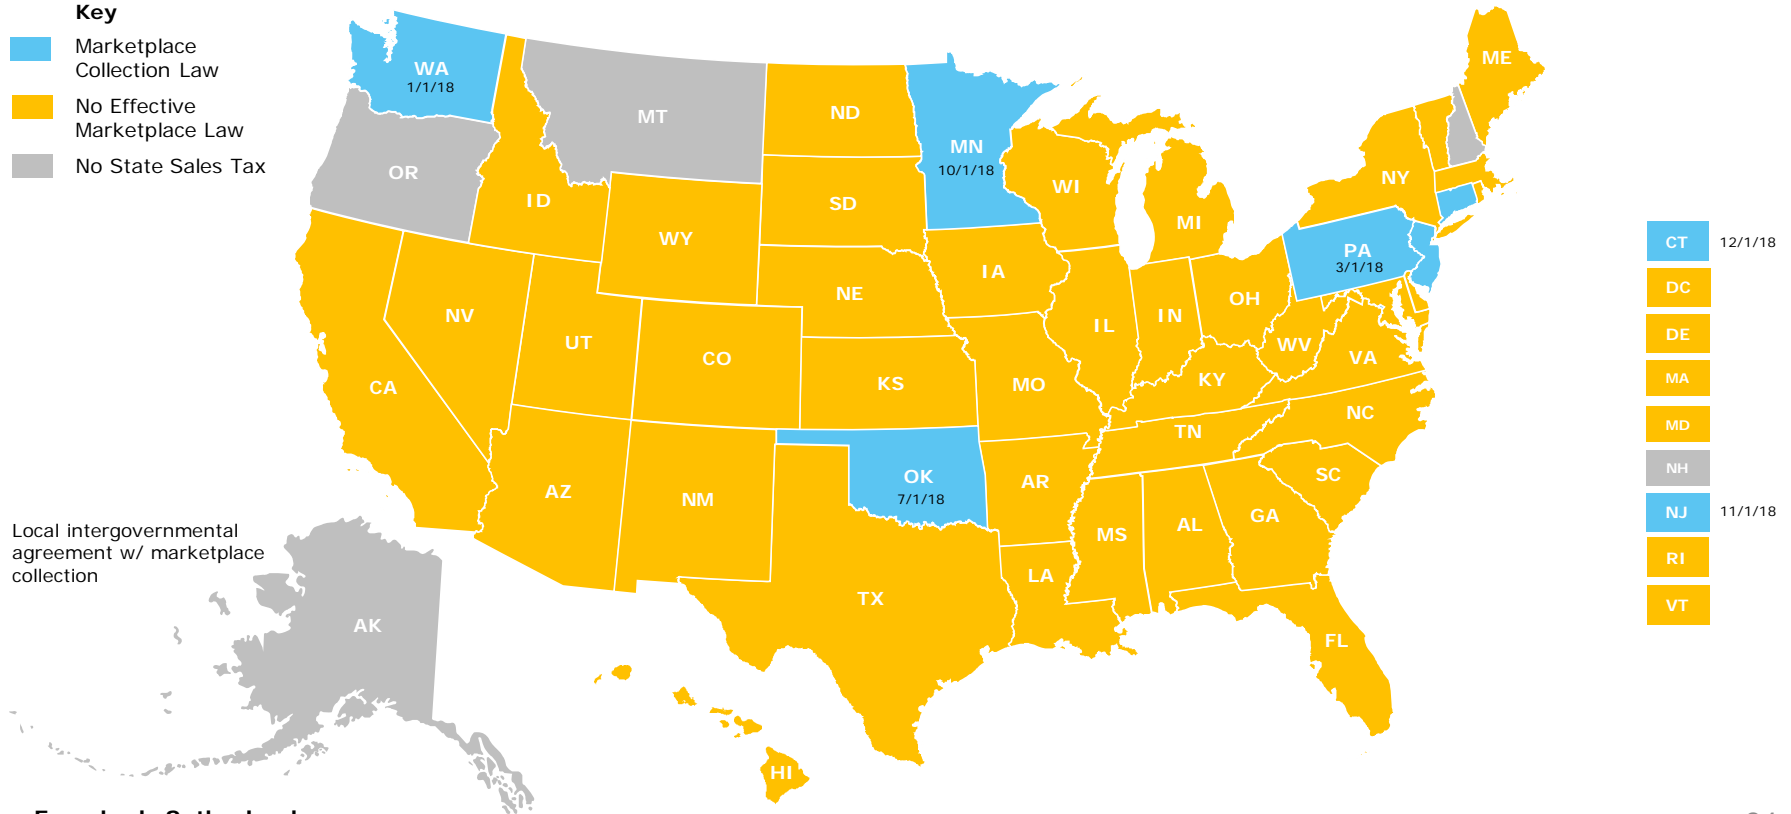 Key
Marketplace
Collection Law
No Effective
Marketplace Law
No State Sales Tax
WA
1/1/18
OR
MT
ID
ND
MN
10/1/18
SD
WY
WI
MI
NY
ME
PA
3/1/18
NV
UT
CO
NE
IA
IL
IN
OH
WV
VA
CA
KS
MO
KY
NC
TN
SC
AZ
NM
OK
7/1/18
AR
MS
AL
GA
LA
TX
FL
HI
AK
Local intergovernmental
agreement w/ marketplace
collection
CT 12/1/18
DC
DE
MA
MD
NH
NJ 11/1/18
RI
VT